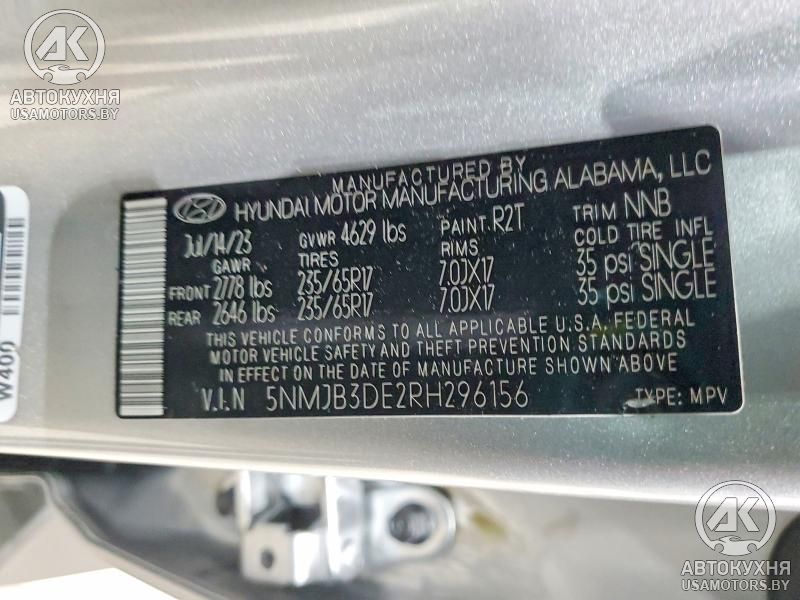 AK
АВТОКУХНЯ
USAMOTORS.BY
W400
MANUFACTURED BY
HYUNDAI MOTOR MANUFACTURING ALABAMA, LLC
Jul/14/23 GVWR 4629 lbs PAINT R2T TRIM NNB
GAWR TIRES RIMS COLD TIRE INFL
FRONT 2778 lbs 235/65R17 7.0JX17 35 psi SINGLE
REAR 2646 lbs 235/65R17 7.0JX17 35 psi SINGLE
THIS VEHICLE CONFORMS TO ALL APPLICABLE U.S.A. FEDERAL
MOTOR VEHICLE SAFETY AND THEFT PREVENTION STANDARDS
IN EFFECT ON THE DATE OF MANUFACTURE SHOWN ABOVE
V.I.N 5NMJB3DE2RH296156 TYPE: MPV
AK
АВТОКУХНЯ
USAMOTORS.BY